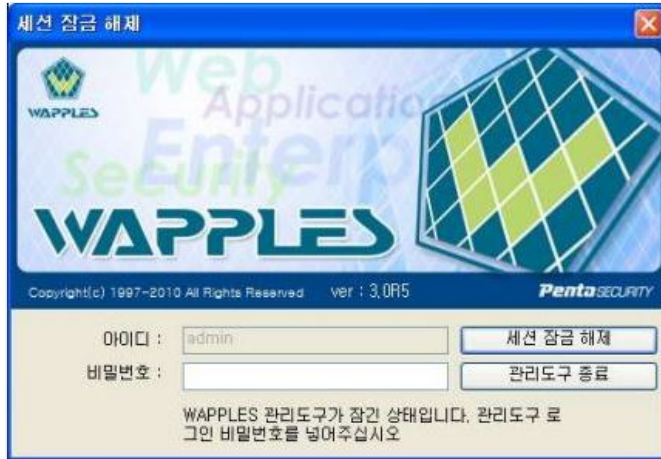 세션 잠금 해제
WAPPLES
Web
Application
Enterp
Security
WAPPLES
Copyright(c) 1997-2010 All Rights Reserved ver : 3,0R5 Penta SECURITY
아이디 : admin 세션 잠금 해제
비밀번호 : 관리도구 종료
WAPPLES 관리도구가 잠긴 상태입니다, 관리도구 로
그인 비밀번호를 넣어주십시오